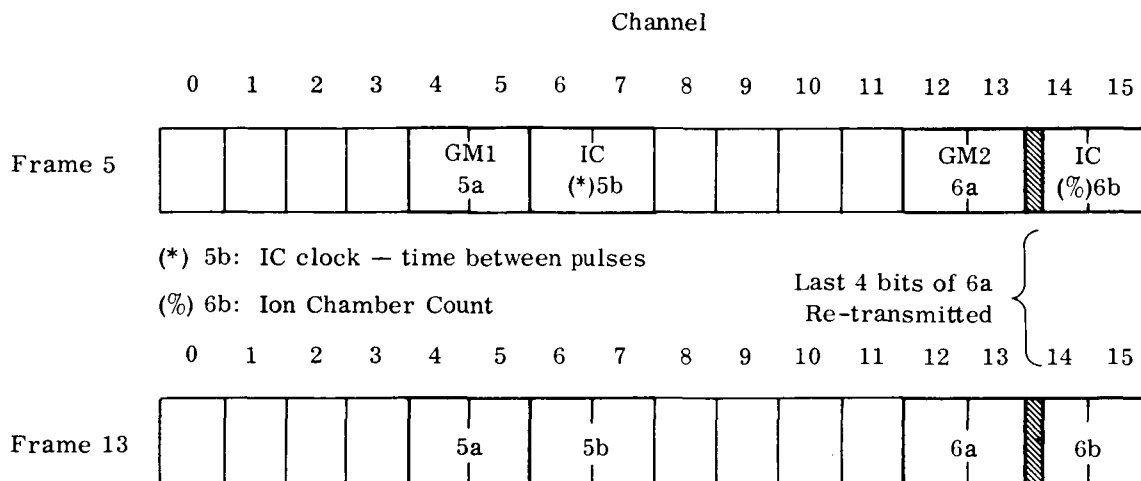 Channel
0 1 2 3 4 5 6 7 8 9 10 11 12 13 14 15
Frame 5
GM1 IC GM2 IC
5a (*)5b 6a (%)6b
(*) 5b: IC clock — time between pulses
(%) 6b: Ion Chamber Count
Last 4 bits of 6a
Re-transmitted
0 1 2 3 4 5 6 7 8 9 10 11 12 13 14 15
Frame 13
5a 5b 6a 6b